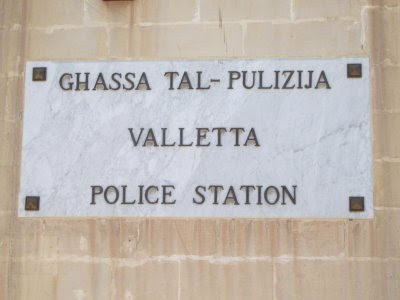 GHASSA TAL-PULIZIJA
VALLETTA
POLICE STATION